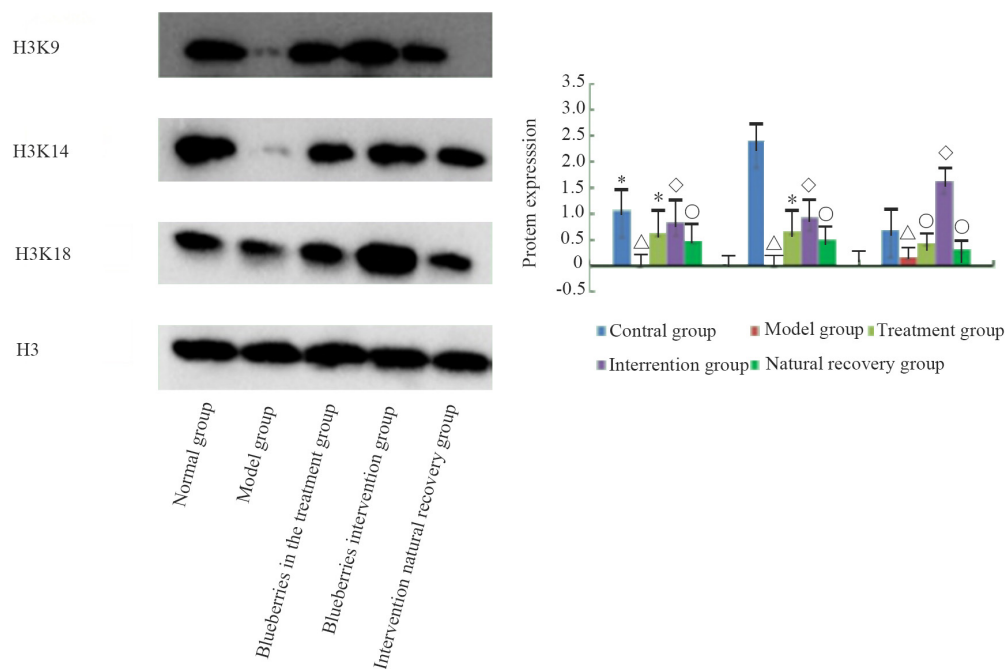 H3K9
H3K14
H3K18
H3
Normal group
Model group
Blueberries in the treatment group
Blueberries intervention group
Intervention natural recovery group
Protem expresssion
3.5
3.0
2.5
2.0
1.5
1.0
0.5
0
-0.5
* △ * ◇ ○
△ * ◇ ○
△ ○ ◇ ○
Contral group Model group Treatment group
Interrention group Natural recovery group